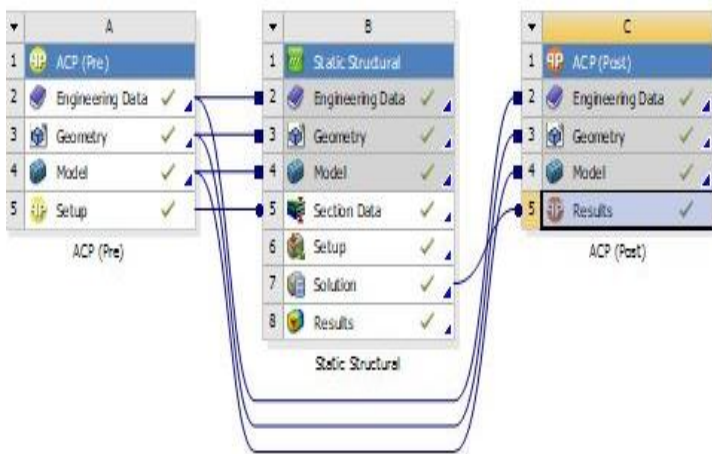 A
1 ACP (Pre)
2 Engineering Data
3 Geometry
4 Model
5 Setup
ACP (Pre)
B
1 Static Structural
2 Engineering Data
3 Geometry
4 Model
5 Section Data
6 Setup
7 Solution
8 Results
Static Structural
C
1 ACP (Post)
2 Engineering Data
3 Geometry
4 Model
5 Results
ACP (Post)